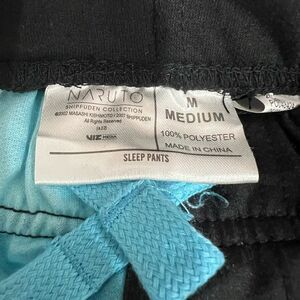 NARUTO
SHIPPUDEN COLLECTION
©2002 MASASHI KISHIMOTO / 2007 SHIPPUDEN
All Rights Reserved
VIZ MEDIA
M
MEDIUM
100% POLYESTER
MADE IN CHINA
SLEEP PANTS